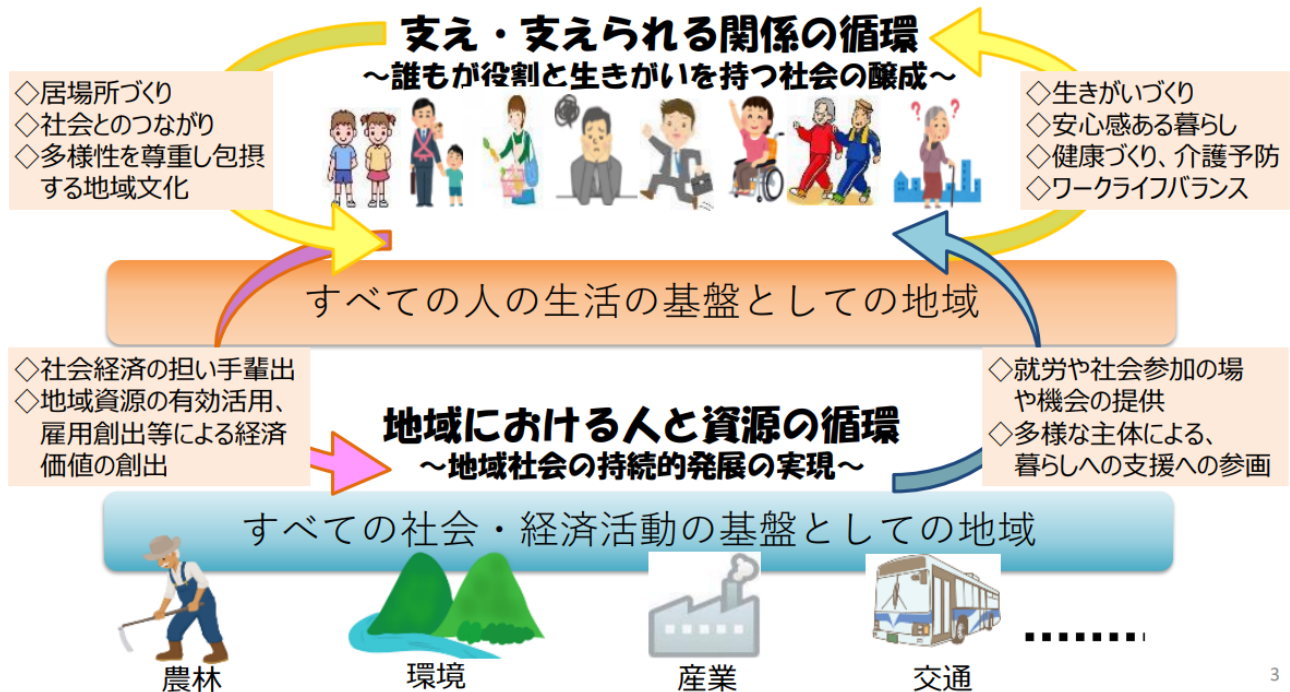 支え・支えられる関係の循環
～誰もが役割と生きがいを持つ社会の醸成～
◇居場所づくり
◇社会とのつながり
◇多様性を尊重し包摂
する地域文化
◇生きがいづくり
◇安心感ある暮らし
◇健康づくり、介護予防
◇ワークライフバランス
? ?
すべての人の生活の基盤としての地域
◇社会経済の担い手輩出
◇地域資源の有効活用、
雇用創出等による経済
価値の創出
◇就労や社会参加の場
や機会の提供
◇多様な主体による、
暮らしへの支援への参画
地域における人と資源の循環
～地域社会の持続的発展の実現～
すべての社会・経済活動の基盤としての地域
農林
環境
産業
交通
........
3